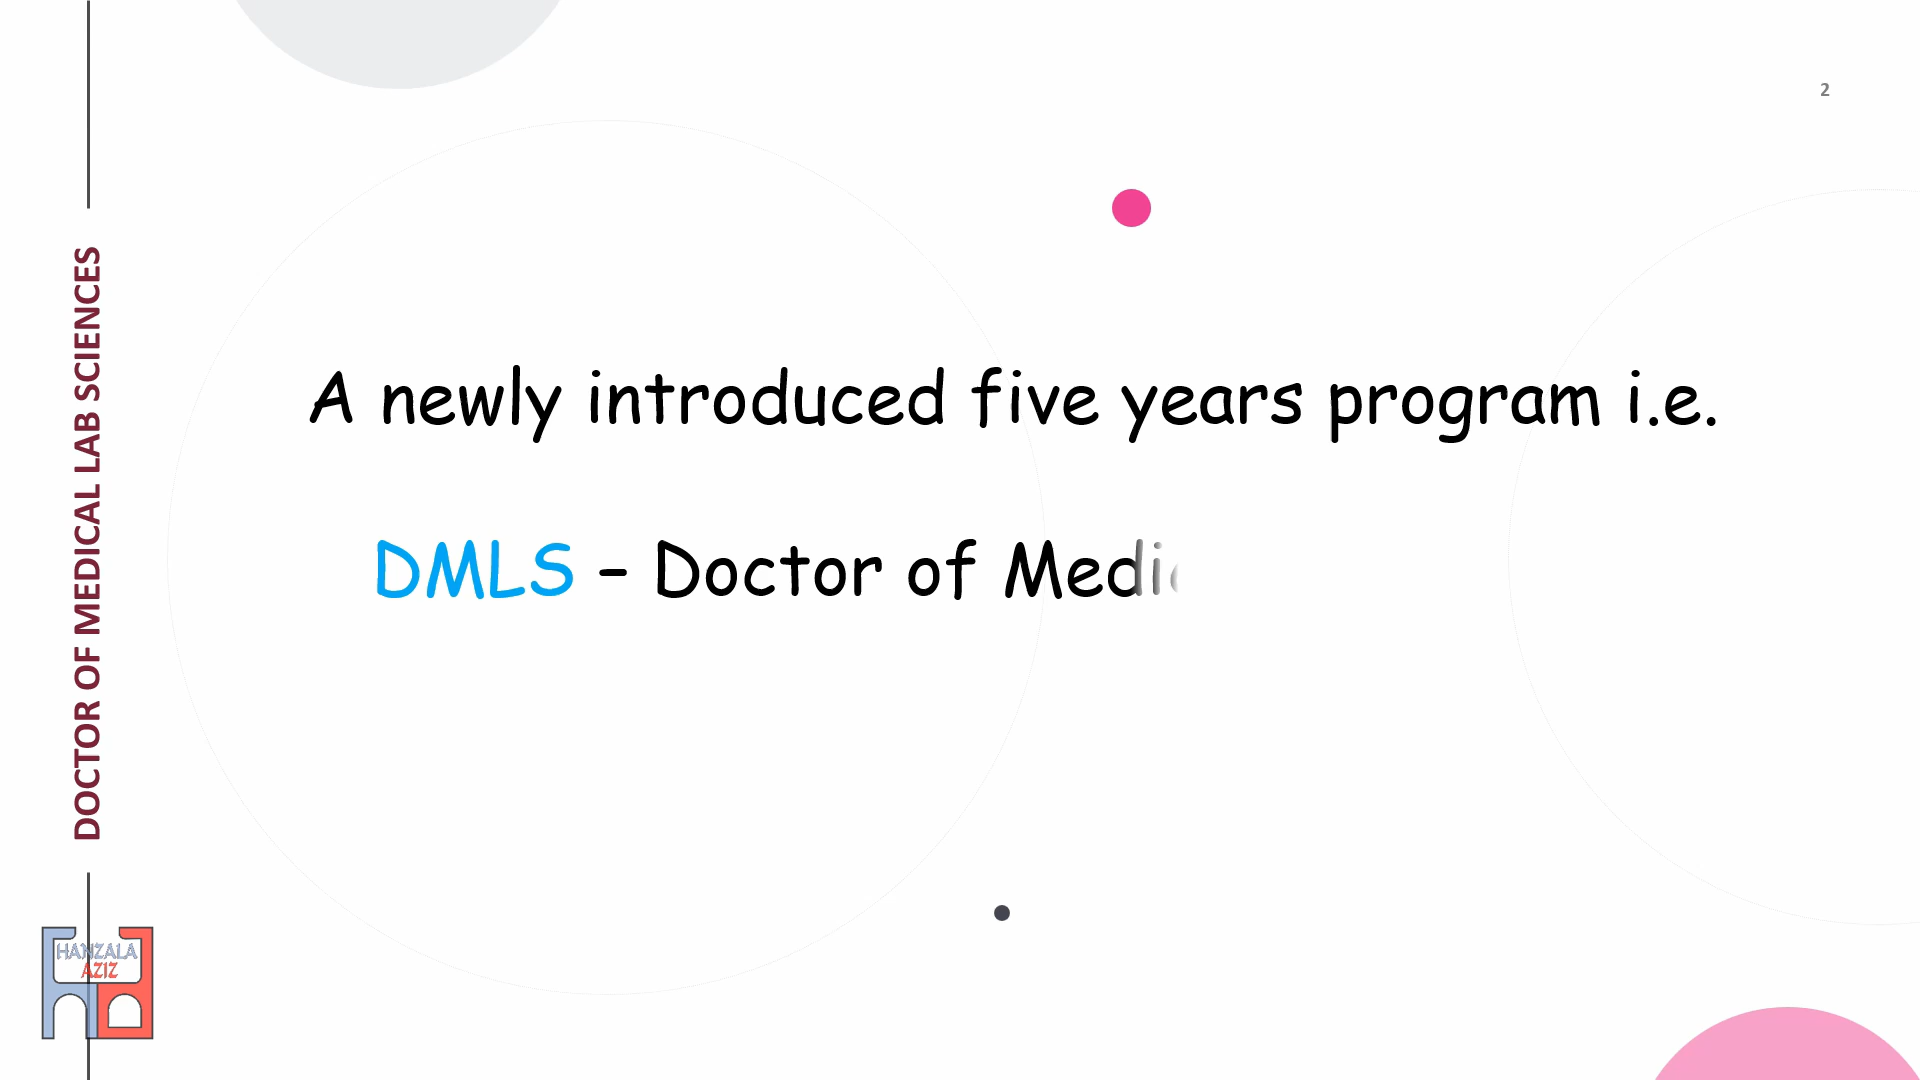 2
DOCTOR OF MEDICAL LAB SCIENCES
A newly introduced five years program i.e.
DMLS – Doctor of Medi
HANZALA
AZIZ